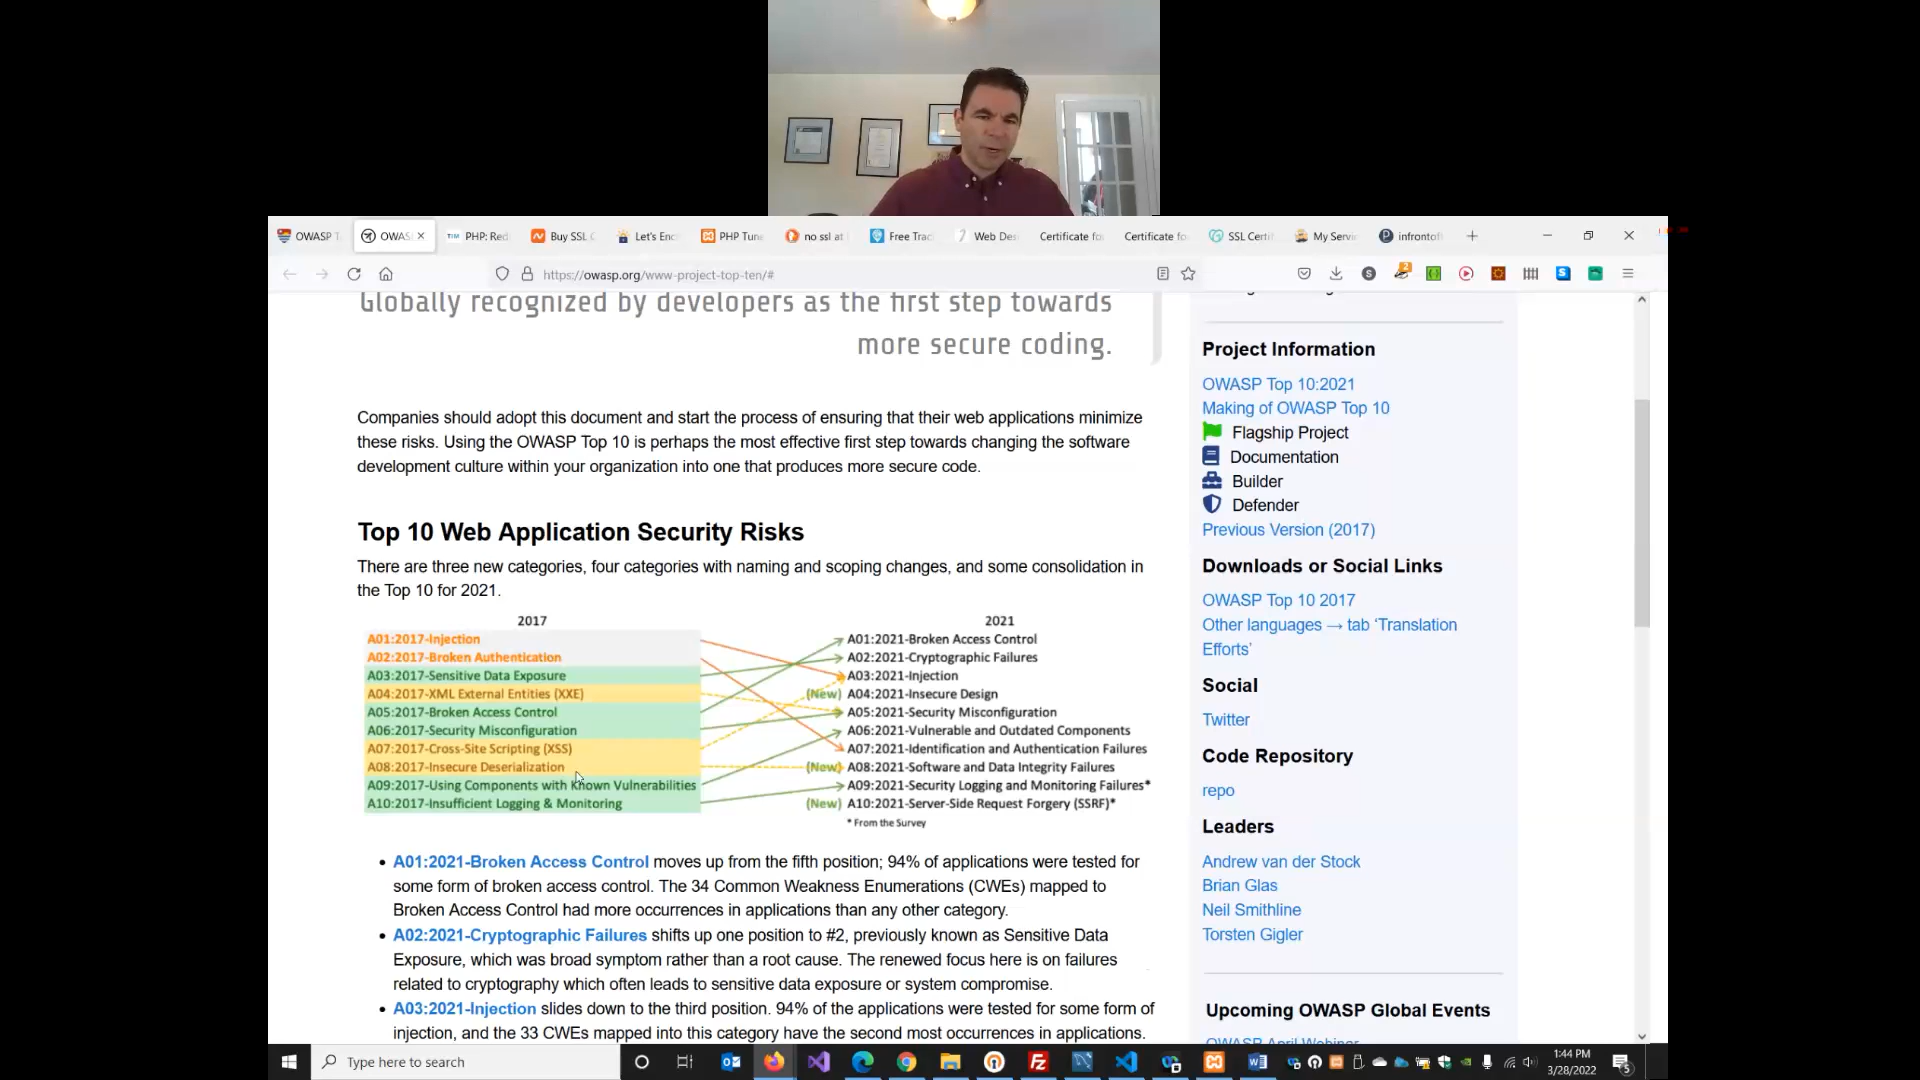 OWASP T
OWAS
PHP: Red
Buy SSL C
Let's Enc
PHP Tune
no ssl at
Free Trac
Web Des
Certificate fo
Certificate fo
SSL Certif
My Servi
infrontof
https://owasp.org/www-project-top-ten/#
Globally recognized by developers as the first step towards
more secure coding.
Companies should adopt this document and start the process of ensuring that their web applications minimize
these risks. Using the OWASP Top 10 is perhaps the most effective first step towards changing the software
development culture within your organization into one that produces more secure code.
Top 10 Web Application Security Risks
There are three new categories, four categories with naming and scoping changes, and some consolidation in
the Top 10 for 2021.
2017
A01:2017-Injection
A02:2017-Broken Authentication
A03:2017-Sensitive Data Exposure
A04:2017-XML External Entities (XXE)
A05:2017-Broken Access Control
A06:2017-Security Misconfiguration
A07:2017-Cross-Site Scripting (XSS)
A08:2017-Insecure Deserialization
A09:2017-Using Components with Known Vulnerabilities
A10:2017-Insufficient Logging & Monitoring
2021
A01:2021-Broken Access Control
A02:2021-Cryptographic Failures
A03:2021-Injection
(New) A04:2021-Insecure Design
A05:2021-Security Misconfiguration
A06:2021-Vulnerable and Outdated Components
A07:2021-Identification and Authentication Failures
(New) A08:2021-Software and Data Integrity Failures
A09:2021-Security Logging and Monitoring Failures*
(New) A10:2021-Server-Side Request Forgery (SSRF)*
* From the Survey
• A01:2021-Broken Access Control moves up from the fifth position; 94% of applications were tested for
some form of broken access control. The 34 Common Weakness Enumerations (CWEs) mapped to
Broken Access Control had more occurrences in applications than any other category.
• A02:2021-Cryptographic Failures shifts up one position to #2, previously known as Sensitive Data
Exposure, which was broad symptom rather than a root cause. The renewed focus here is on failures
related to cryptography which often leads to sensitive data exposure or system compromise.
• A03:2021-Injection slides down to the third position. 94% of the applications were tested for some form of
injection, and the 33 CWEs mapped into this category have the second most occurrences in applications.
Project Information
OWASP Top 10:2021
Making of OWASP Top 10
Flagship Project
Documentation
Builder
Defender
Previous Version (2017)
Downloads or Social Links
OWASP Top 10 2017
Other languages → tab ‘Translation
Efforts’
Social
Twitter
Code Repository
repo
Leaders
Andrew van der Stock
Brian Glas
Neil Smithline
Torsten Gigler
Upcoming OWASP Global Events
OWASP April Webinar
Type here to search
1:44 PM
3/28/2022